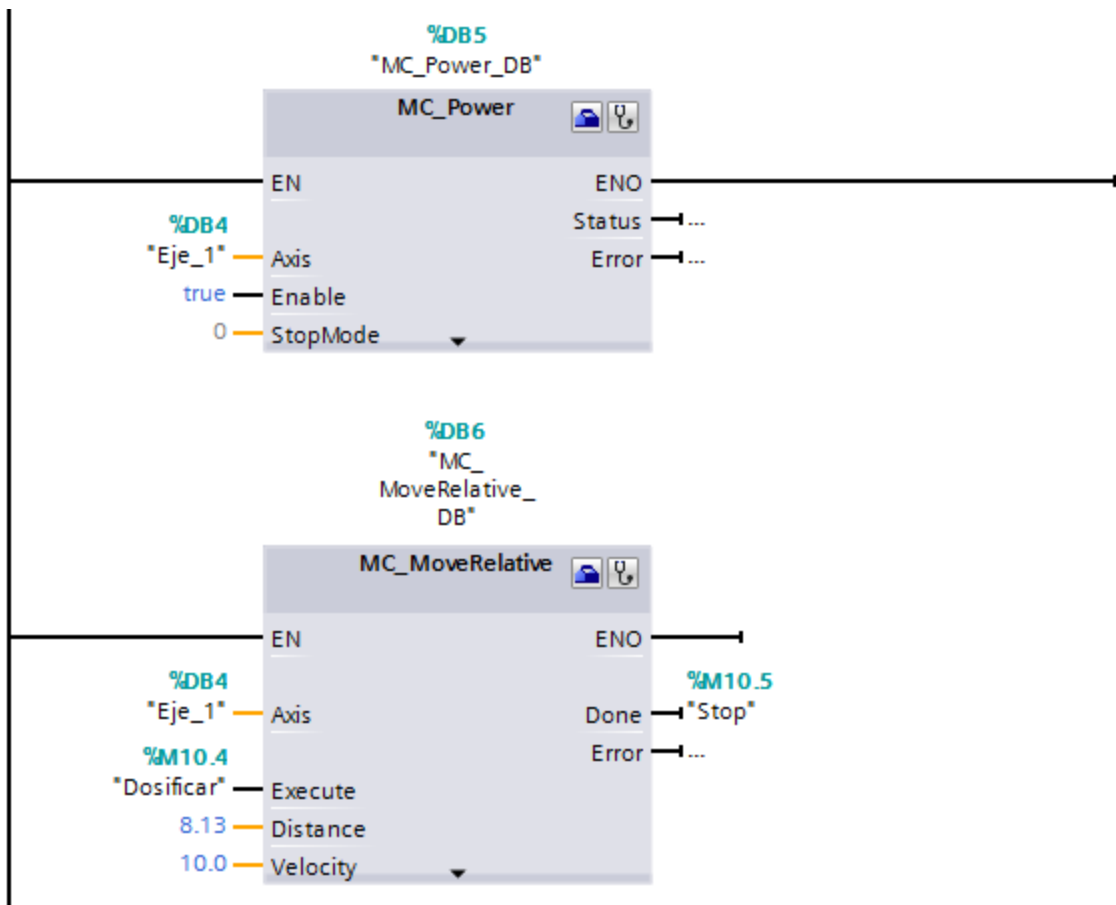 %DB5
"MC_Power_DB"
MC_Power
EN
ENO
Status
...
%DB4
"Eje_1"
Axis
Error
...
true
Enable
0
StopMode
%DB6
"MC_
MoveRelative_
DB"
MC_MoveRelative
EN
ENO
%DB4
"Eje_1"
Axis
Done
%M10.5
"Stop"
Error
...
%M10.4
"Dosificar"
Execute
8.13
Distance
10.0
Velocity